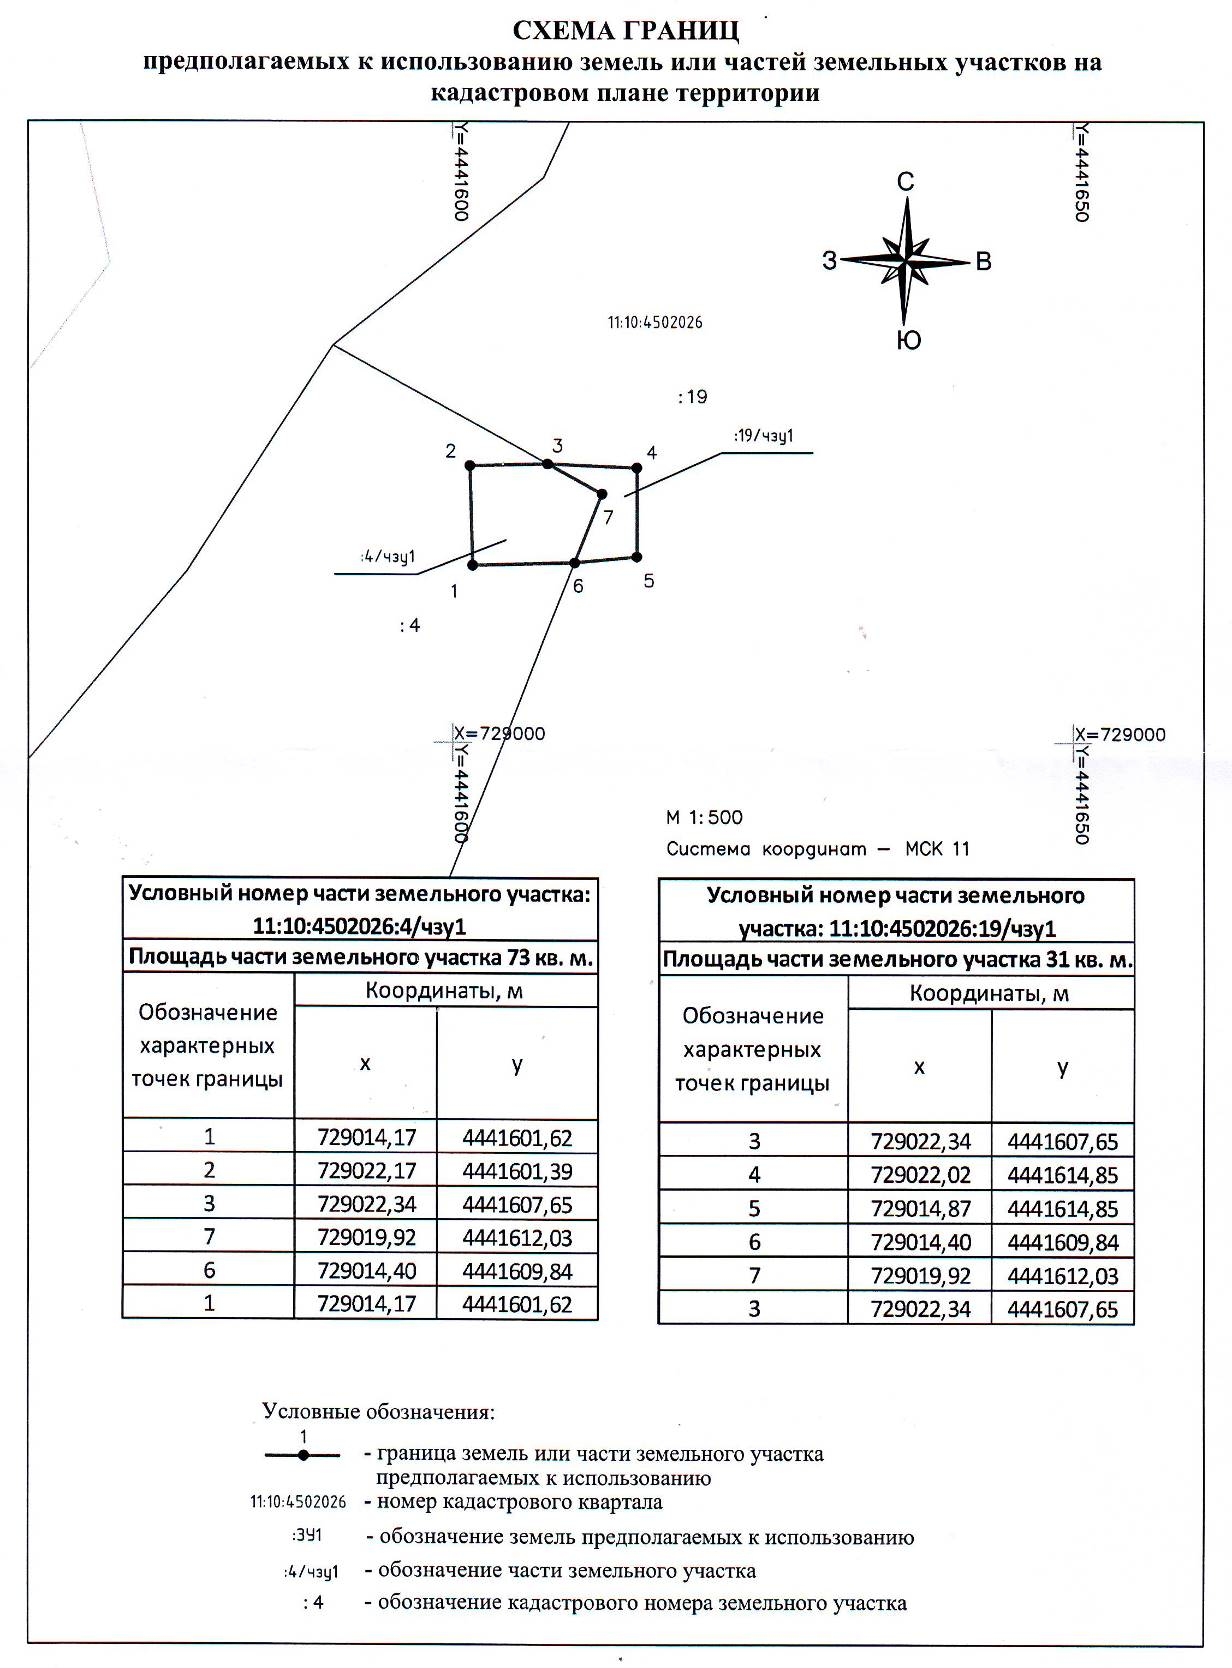 СХЕМА ГРАНИЦ
предполагаемых к использованию земель или частей земельных участков на
кадастровом плане территории
Y=4441600
Y=4441650
С
З
В
Ю
11:10:4502026
:19
:19/чзу1
2
3
4
7
:4/чзу1
1
6
5
:4
X=729000
Y=4441600
X=729000
Y=4441650
М 1:500
Система координат – МСК 11
Условный номер части земельного участка:
11:10:4502026:4/чзу1
Площадь части земельного участка 73 кв. м.
Обозначение
характерных
точек границы
Координаты, м
x
y
1 729014,17 4441601,62
2 729022,17 4441601,39
3 729022,34 4441607,65
7 729019,92 4441612,03
6 729014,40 4441609,84
1 729014,17 4441601,62
Условный номер части земельного
участка: 11:10:4502026:19/чзу1
Площадь части земельного участка 31 кв. м.
Обозначение
характерных
точек границы
Координаты, м
x
y
3 729022,34 4441607,65
4 729022,02 4441614,85
5 729014,87 4441614,85
6 729014,40 4441609,84
7 729019,92 4441612,03
3 729022,34 4441607,65
Условные обозначения:
1
- граница земель или части земельного участка
предполагаемых к использованию
11:10:4502026 - номер кадастрового квартала
:ЗУ1 - обозначение земель предполагаемых к использованию
:4/чзу1 - обозначение части земельного участка
:4 - обозначение кадастрового номера земельного участка